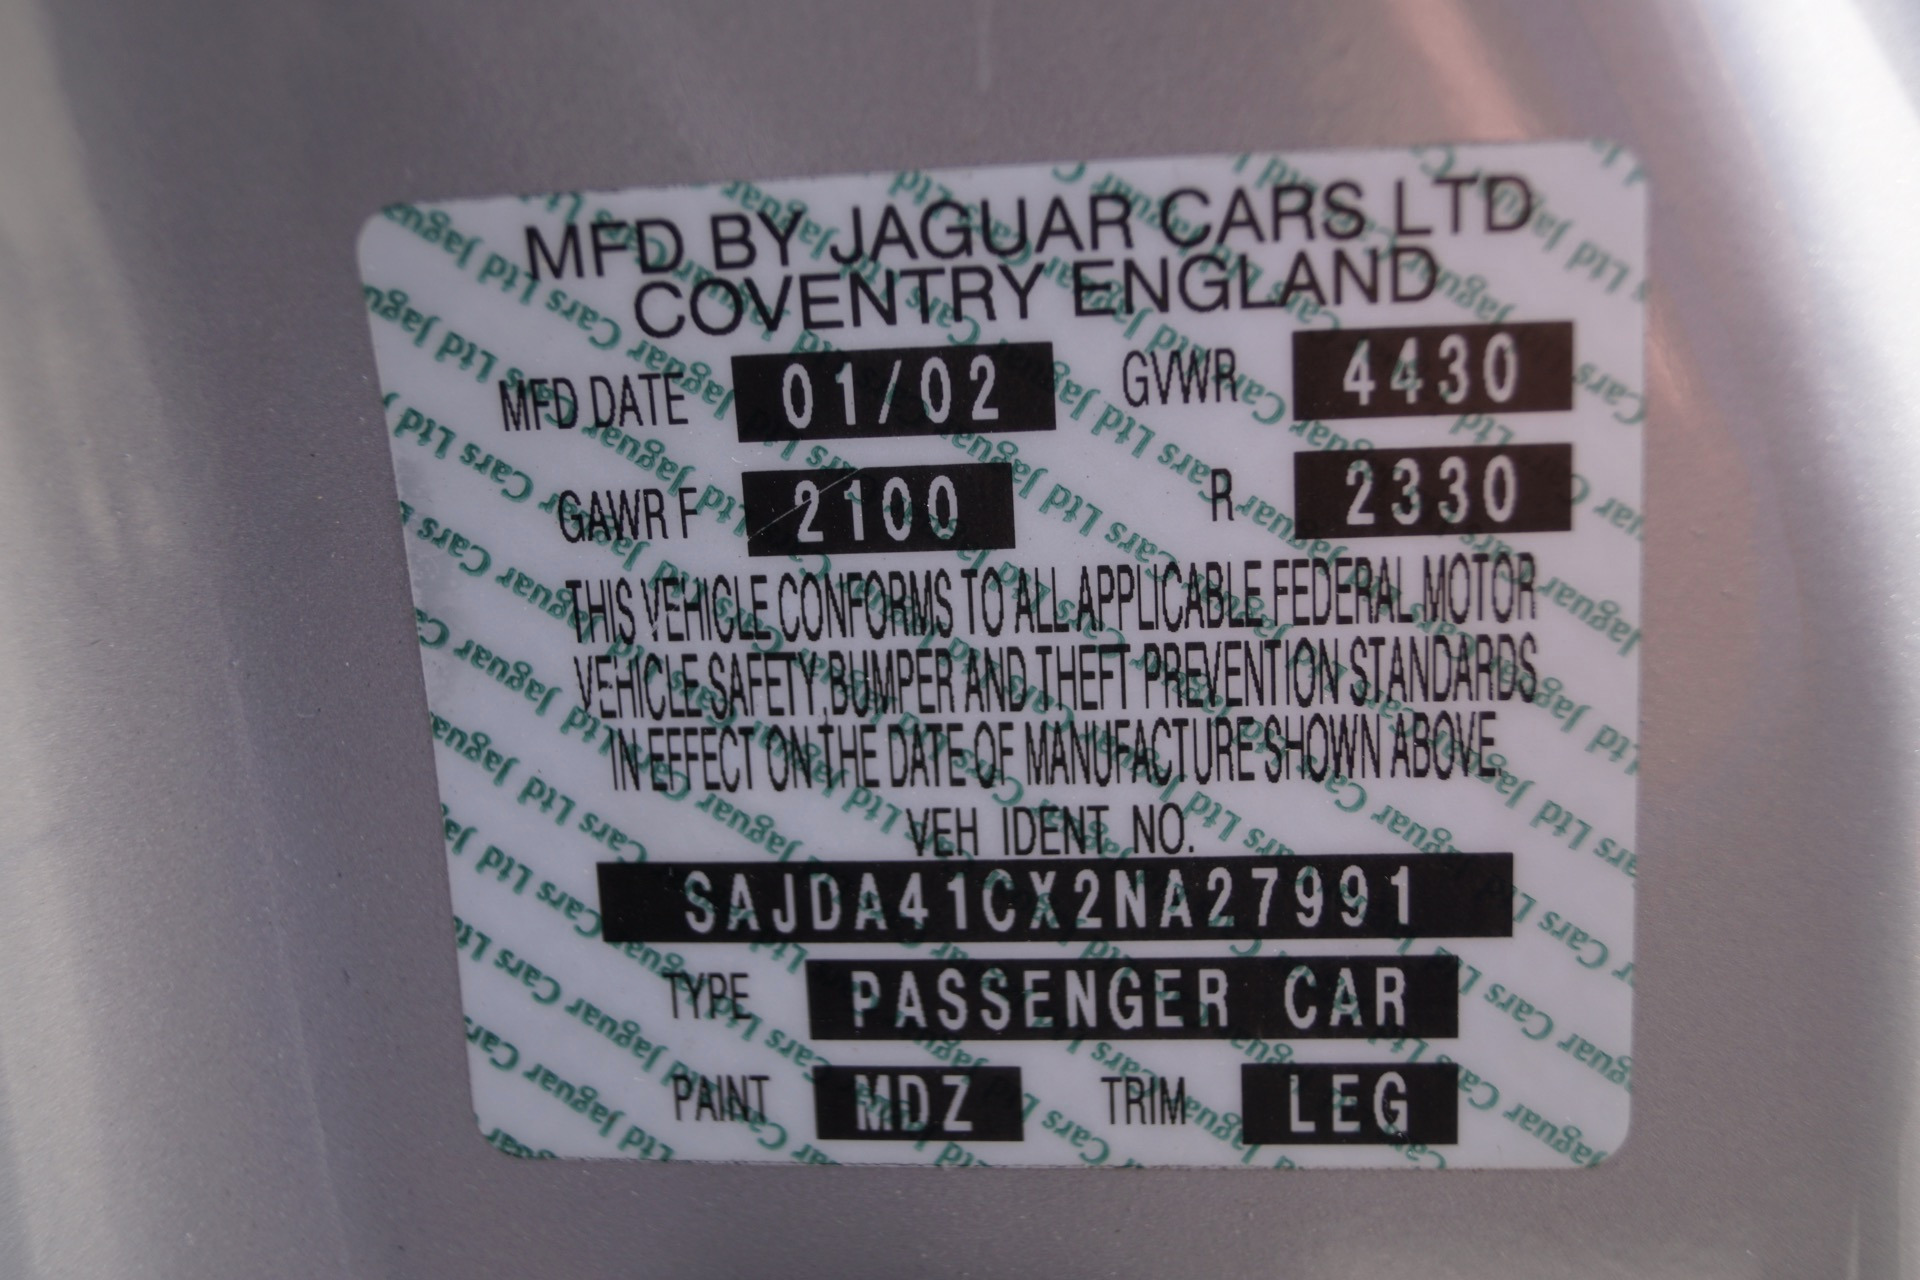 MFD BY JAGUAR CARS LTD
COVENTRY ENGLAND
MFD DATE 01/02 GVWR 4430
GAWR F 2100 R 2330
THIS VEHICLE CONFORMS TO ALL APPLICABLE FEDERAL MOTOR
VEHICLE SAFETY, BUMPER AND THEFT PREVENTION STANDARDS
IN EFFECT ON THE DATE OF MANUFACTURE SHOWN ABOVE.
VEH IDENT NO.
SAJDA41CX2NA27991
TYPE PASSENGER CAR
PAINT MDZ TRIM LEG